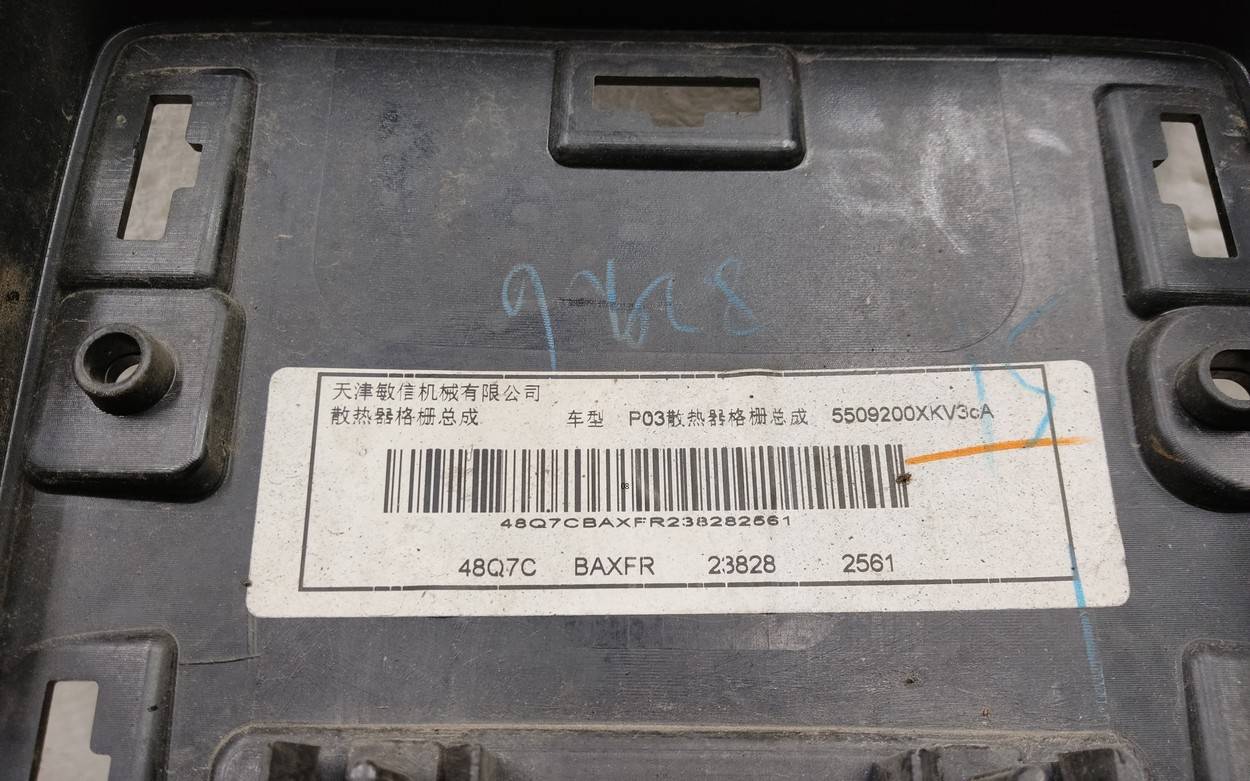 天津敏信机械有限公司
散热器格栅总成 车型 P03散热器格栅总成 5509200XKV3cA
08
48Q7CBAXFR238282561
48Q7C BAXFR 23828 2561